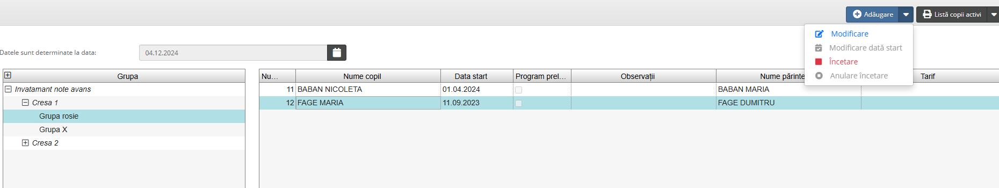 Adăugare
Listă copii activi
Modificare
Modificare dată start
Încetare
Anulare încetare
Datele sunt determinate la data:
04.12.2024
Grupa
Invatamant note avans
Cresa 1
Grupa rosie
Grupa X
Cresa 2
Nu... Nume copil Data start Program prel... Observații Nume părinte Tarif
11 BABAN NICOLETA 01.04.2024 BABAN MARIA
12 FAGE MARIA 11.09.2023 FAGE DUMITRU